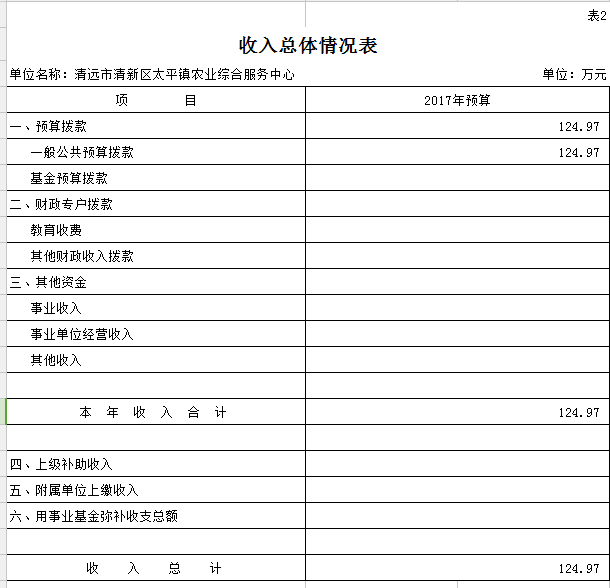 表2
收入总体情况表
单位名称：清远市清新区太平镇农业综合服务中心 单位：万元
项 目 2017年预算
一、预算拨款 124.97
一般公共预算拨款 124.97
基金预算拨款
二、财政专户拨款
教育收费
其他财政收入拨款
三、其他资金
事业收入
事业单位经营收入
其他收入
本 年 收 入 合 计 124.97
四、上级补助收入
五、附属单位上缴收入
六、用事业基金弥补收支总额
收 入 总 计 124.97